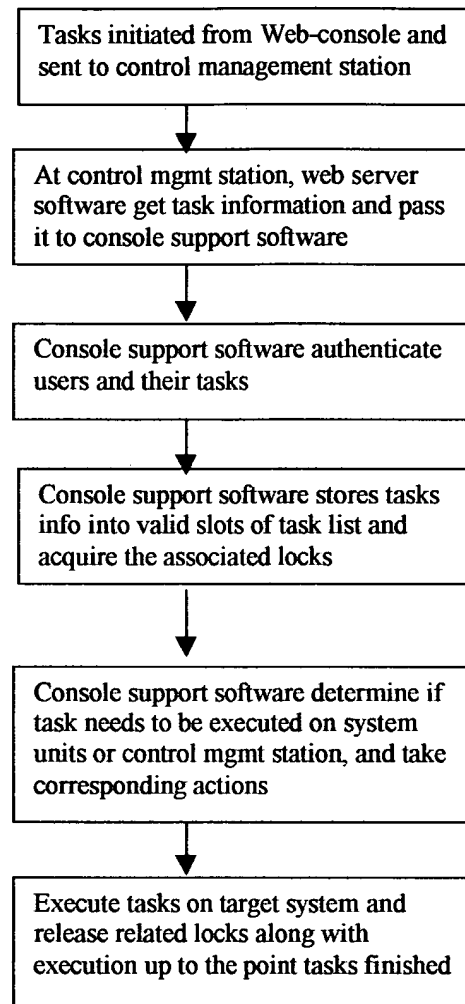 Tasks initiated from Web-console and
sent to control management station
At control mgmt station, web server
software get task information and pass
it to console support software
Console support software authenticate
users and their tasks
Console support software stores tasks
info into valid slots of task list and
acquire the associated locks
Console support software determine if
task needs to be executed on system
units or control mgmt station, and take
corresponding actions
Execute tasks on target system and
release related locks along with
execution up to the point tasks finished